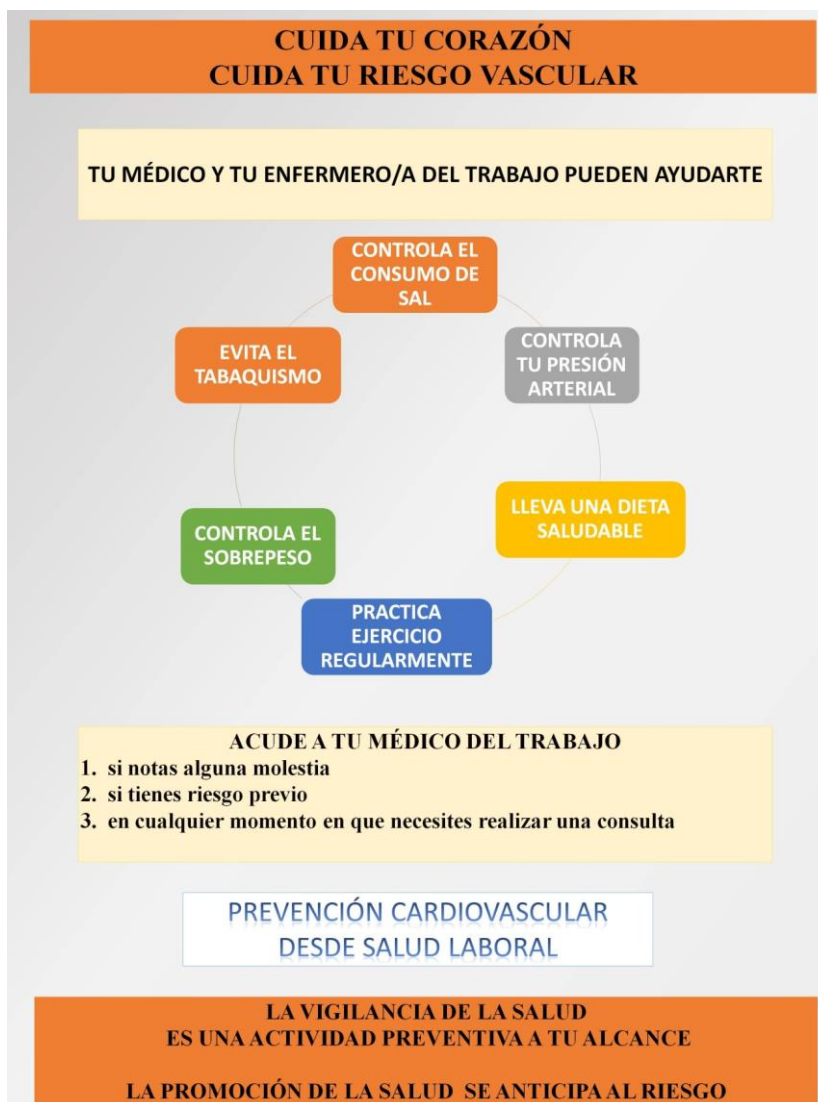 CUIDA TU CORAZÓN
CUIDA TU RIESGO VASCULAR
TU MÉDICO Y TU ENFERMERO/A DEL TRABAJO PUEDEN AYUDARTE
CONTROLA EL
CONSUMO DE
SAL
CONTROLA
TU PRESIÓN
ARTERIAL
LLEVA UNA DIETA
SALUDABLE
PRACTICA
EJERCICIO
REGULARMENTE
CONTROLA EL
SOBREPESO
EVITA EL
TABAQUISMO
ACUDE A TU MÉDICO DEL TRABAJO
1. si notas alguna molestia
2. si tienes riesgo previo
3. en cualquier momento en que necesites realizar una consulta
PREVENCIÓN CARDIOVASCULAR
DESDE SALUD LABORAL
LA VIGILANCIA DE LA SALUD
ES UNA ACTIVIDAD PREVENTIVA A TU ALCANCE
LA PROMOCIÓN DE LA SALUD SE ANTICIPA AL RIESGO